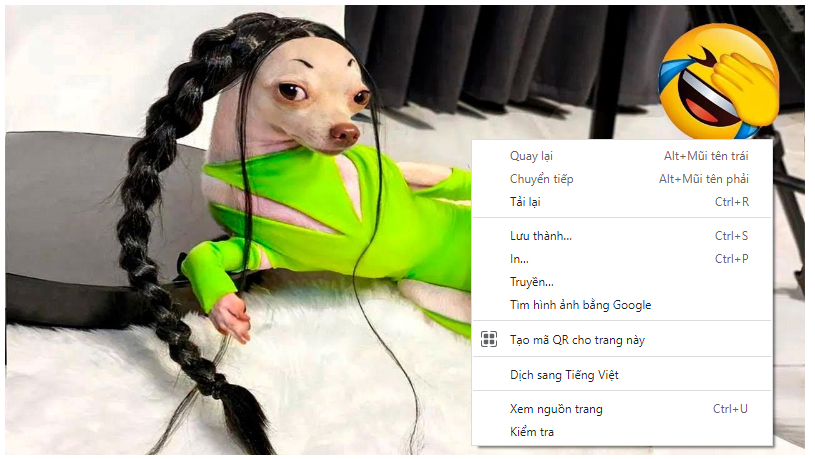 Quay lại Alt+Mũi tên trái
Chuyển tiếp Alt+Mũi tên phải
Tải lại Ctrl+R
Lưu thành... Ctrl+S
In... Ctrl+P
Truyền...
Tìm hình ảnh bằng Google
Tạo mã QR cho trang này
Dịch sang Tiếng Việt
Xem nguồn trang Ctrl+U
Kiểm tra